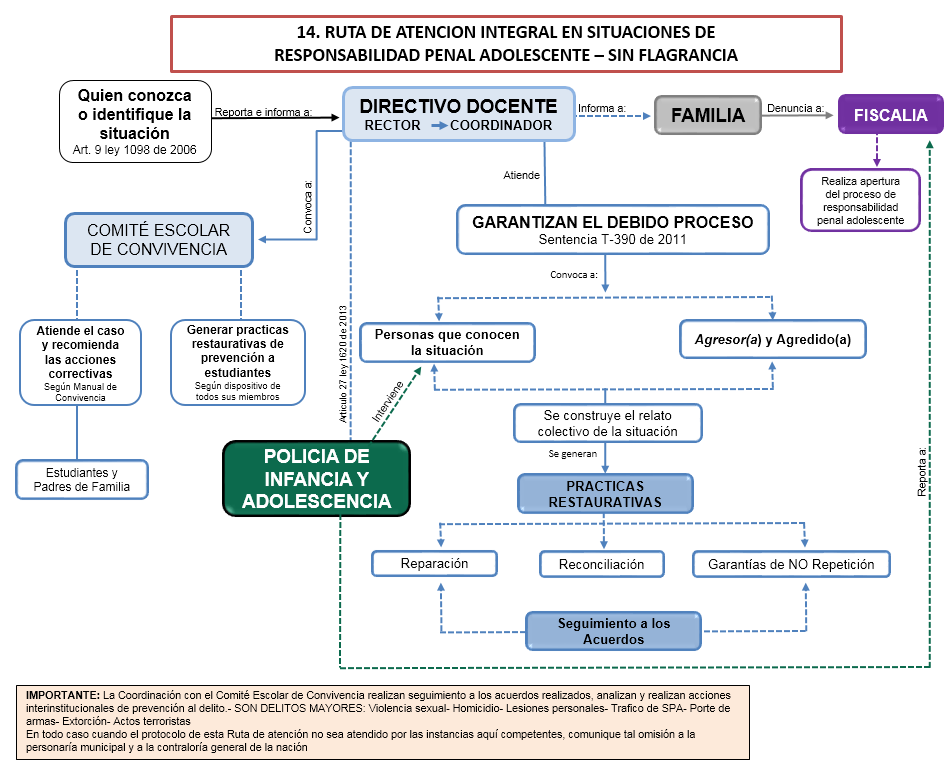 14. RUTA DE ATENCION INTEGRAL EN SITUACIONES DE
RESPONSABILIDAD PENAL ADOLESCENTE – SIN FLAGRANCIA
Quien conozca
o identifique la
situación
Art. 9 ley 1098 de 2006
Reporta e informa a:
DIRECTIVO DOCENTE
RECTOR
COORDINADOR
Informa a:
FAMILIA
Denuncia a:
FISCALIA
Realiza apertura
del proceso de
responsabilidad
penal adolescente
Convoca a:
Atiende
COMITÉ ESCOLAR
DE CONVIVENCIA
GARANTIZAN EL DEBIDO PROCESO
Sentencia T-390 de 2011
Convoca a:
Atiende el caso
y recomienda
las acciones
correctivas
Según Manual de
Convivencia
Generar practicas
restaurativas de
prevención a
estudiantes
Según dispositivo de
todos sus miembros
Artículo 27 ley 1620 de 2013
Personas que conocen
la situación
Agresor(a) y Agredido(a)
Interviene
Se construye el relato
colectivo de la situación
Se generan
Estudiantes y
Padres de Familia
POLICIA DE
INFANCIA Y
ADOLESCENCIA
PRACTICAS
RESTAURATIVAS
Reporta a:
Reparación
Reconciliación
Garantías de NO Repetición
Seguimiento a los
Acuerdos
IMPORTANTE: La Coordinación con el Comité Escolar de Convivencia realizan seguimiento a los acuerdos realizados, analizan y realizan acciones
interinstitucionales de prevención al delito.- SON DELITOS MAYORES: Violencia sexual- Homicidio- Lesiones personales- Trafico de SPA- Porte de
armas- Extorción- Actos terroristas
En todo caso cuando el protocolo de esta Ruta de atención no sea atendido por las instancias aquí competentes, comunique tal omisión a la
personaría municipal y a la contraloría general de la nación